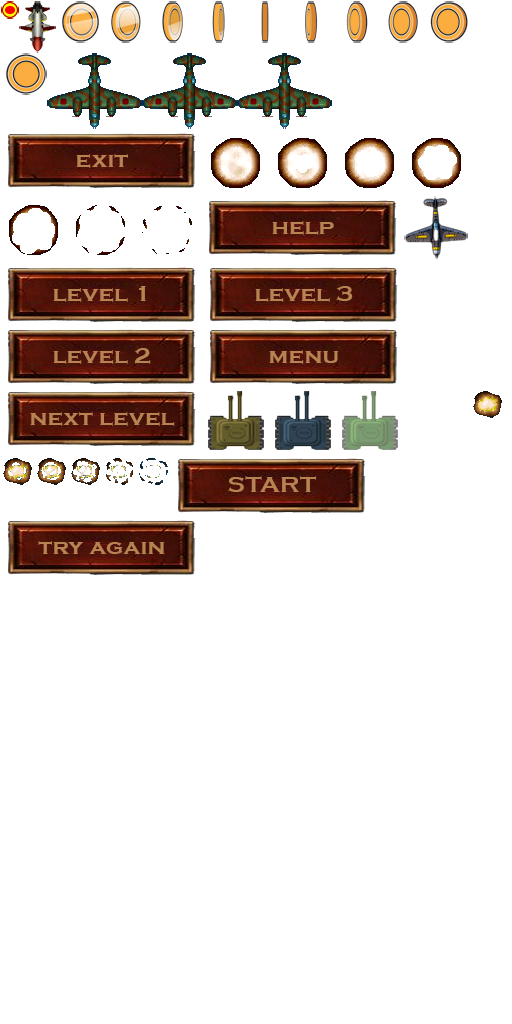 EXIT
HELP
LEVEL 1
LEVEL 3
LEVEL 2
MENU
NEXT LEVEL
START
TRY AGAIN